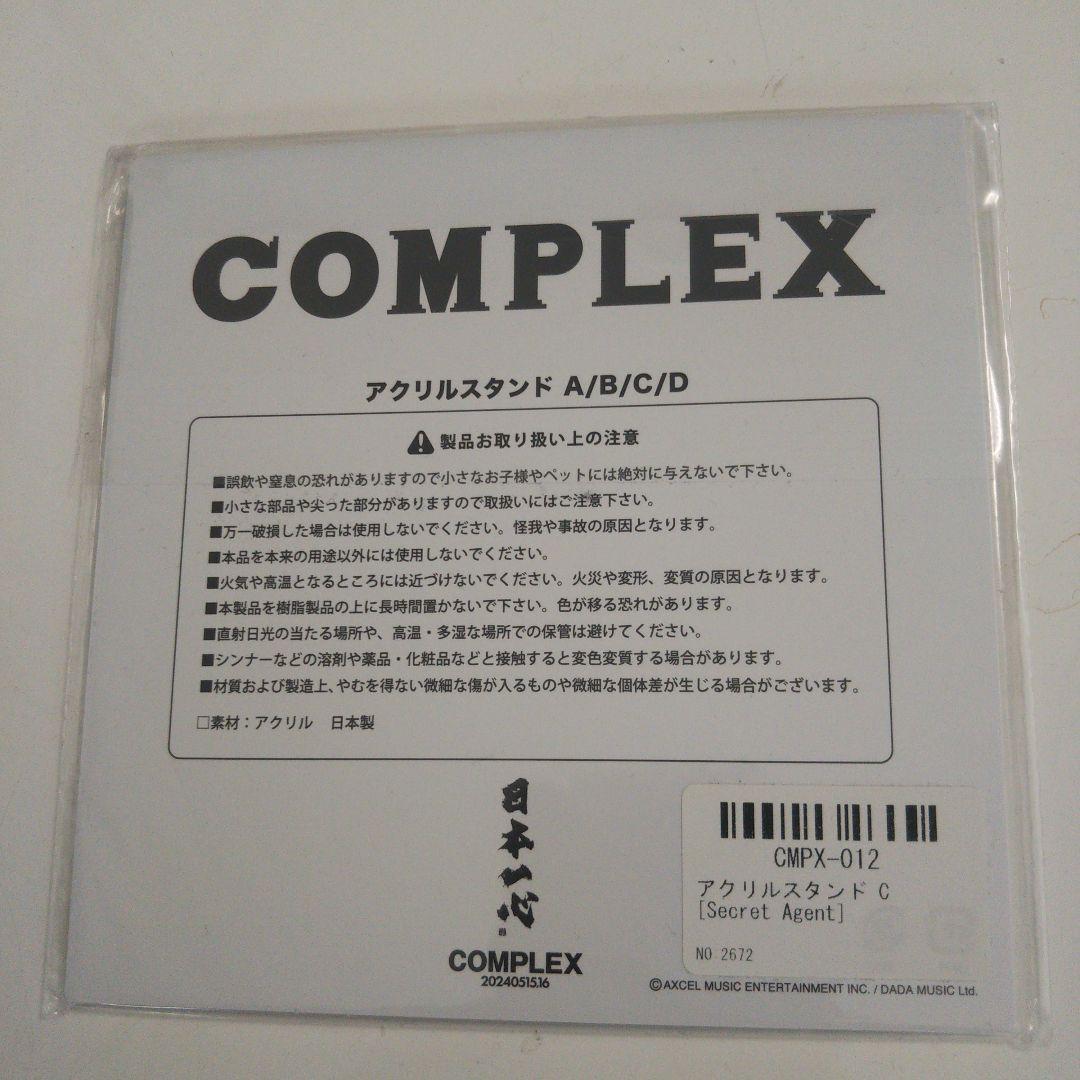 COMPLEX
アクリルスタンド A/B/C/D
製品お取り扱い上の注意
■誤飲や窒息の恐れがありますので小さなお子様やペットには絶対に与えないで下さい。
■小さな部品や尖った部分がありますので取扱いにはご注意下さい。
■万一破損した場合は使用しないでください。怪我や事故の原因となります。
■本品を本来の用途以外には使用しないでください。
■火気や高温となるところには近づけないでください。火災や変形、変質の原因となります。
■本製品を樹脂製品の上に長時間置かないで下さい。色が移る恐れがあります。
■直射日光の当たる場所や、高温・多湿な場所での保管は避けてください。
■シンナーなどの溶剤や薬品・化粧品などと接触すると変色変質する場合があります。
■材質および製造上、やむを得ない微細な傷が入るものや微細な個体差が生じる場合がございます。
□素材：アクリル 日本製
日本一心
COMPLEX
20240515.16
CMPX-012
アクリルスタンド C
[Secret Agent]
NO 2672
©AXCEL MUSIC ENTERTAINMENT INC. / DADA MUSIC Ltd.